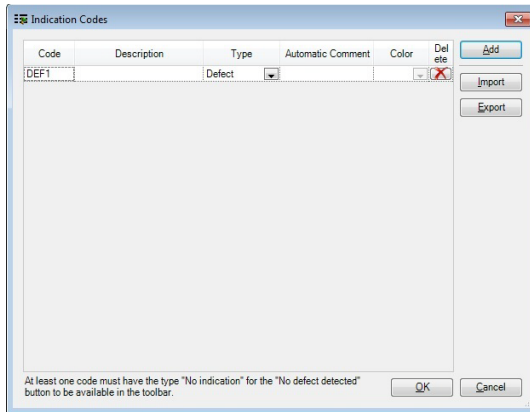 Indication Codes
Code Description Type Automatic Comment Color Del
ete
DEF1 Defect
Add
Import
Export
At least one code must have the type "No indication" for the "No defect detected"
button to be available in the toolbar.
OK Cancel